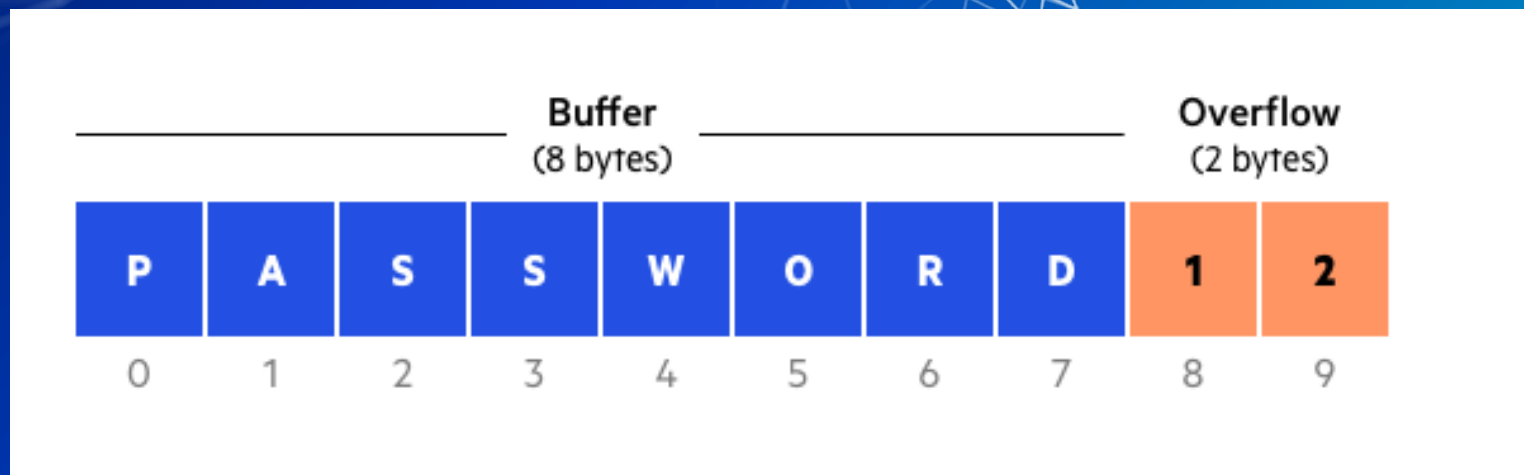 Buffer Overflow
(8 bytes) (2 bytes)
P A S S W O R D 1 2
0 1 2 3 4 5 6 7 8 9